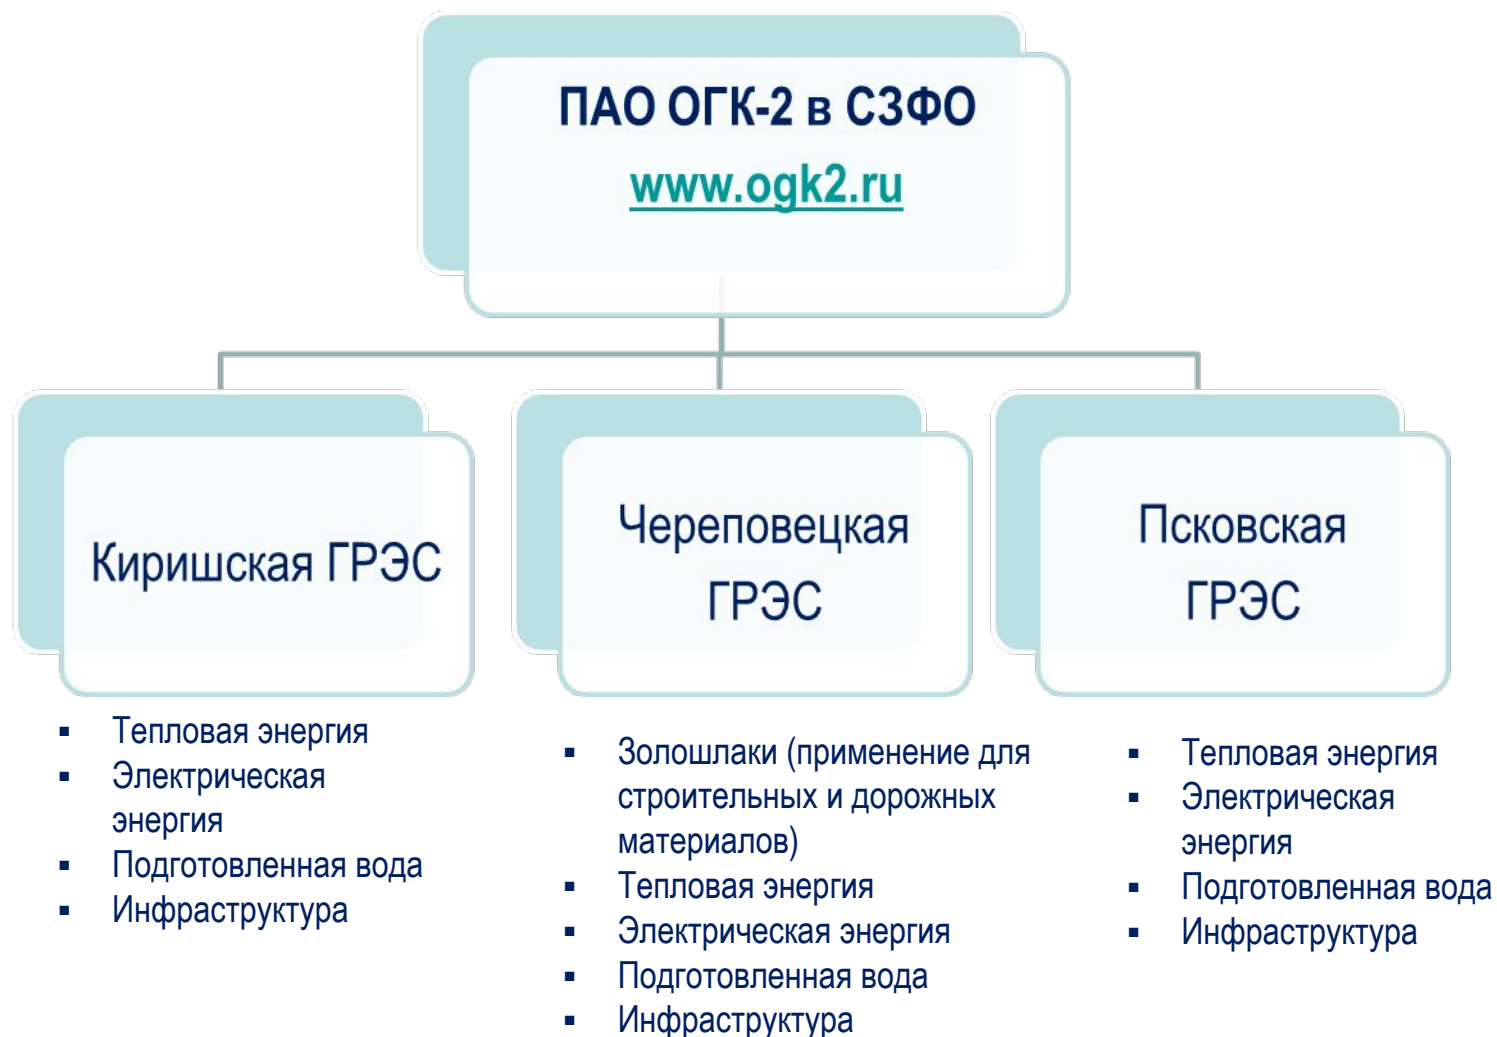 ПАО ОГК-2 в СЗФО
www.ogk2.ru
Киришская ГРЭС
▪ Тепловая энергия
▪ Электрическая
энергия
▪ Подготовленная вода
▪ Инфраструктура
Череповецкая
ГРЭС
▪ Золошлаки (применение для
строительных и дорожных
материалов)
▪ Тепловая энергия
▪ Электрическая энергия
▪ Подготовленная вода
▪ Инфраструктура
Псковская
ГРЭС
▪ Тепловая энергия
▪ Электрическая
энергия
▪ Подготовленная вода
▪ Инфраструктура